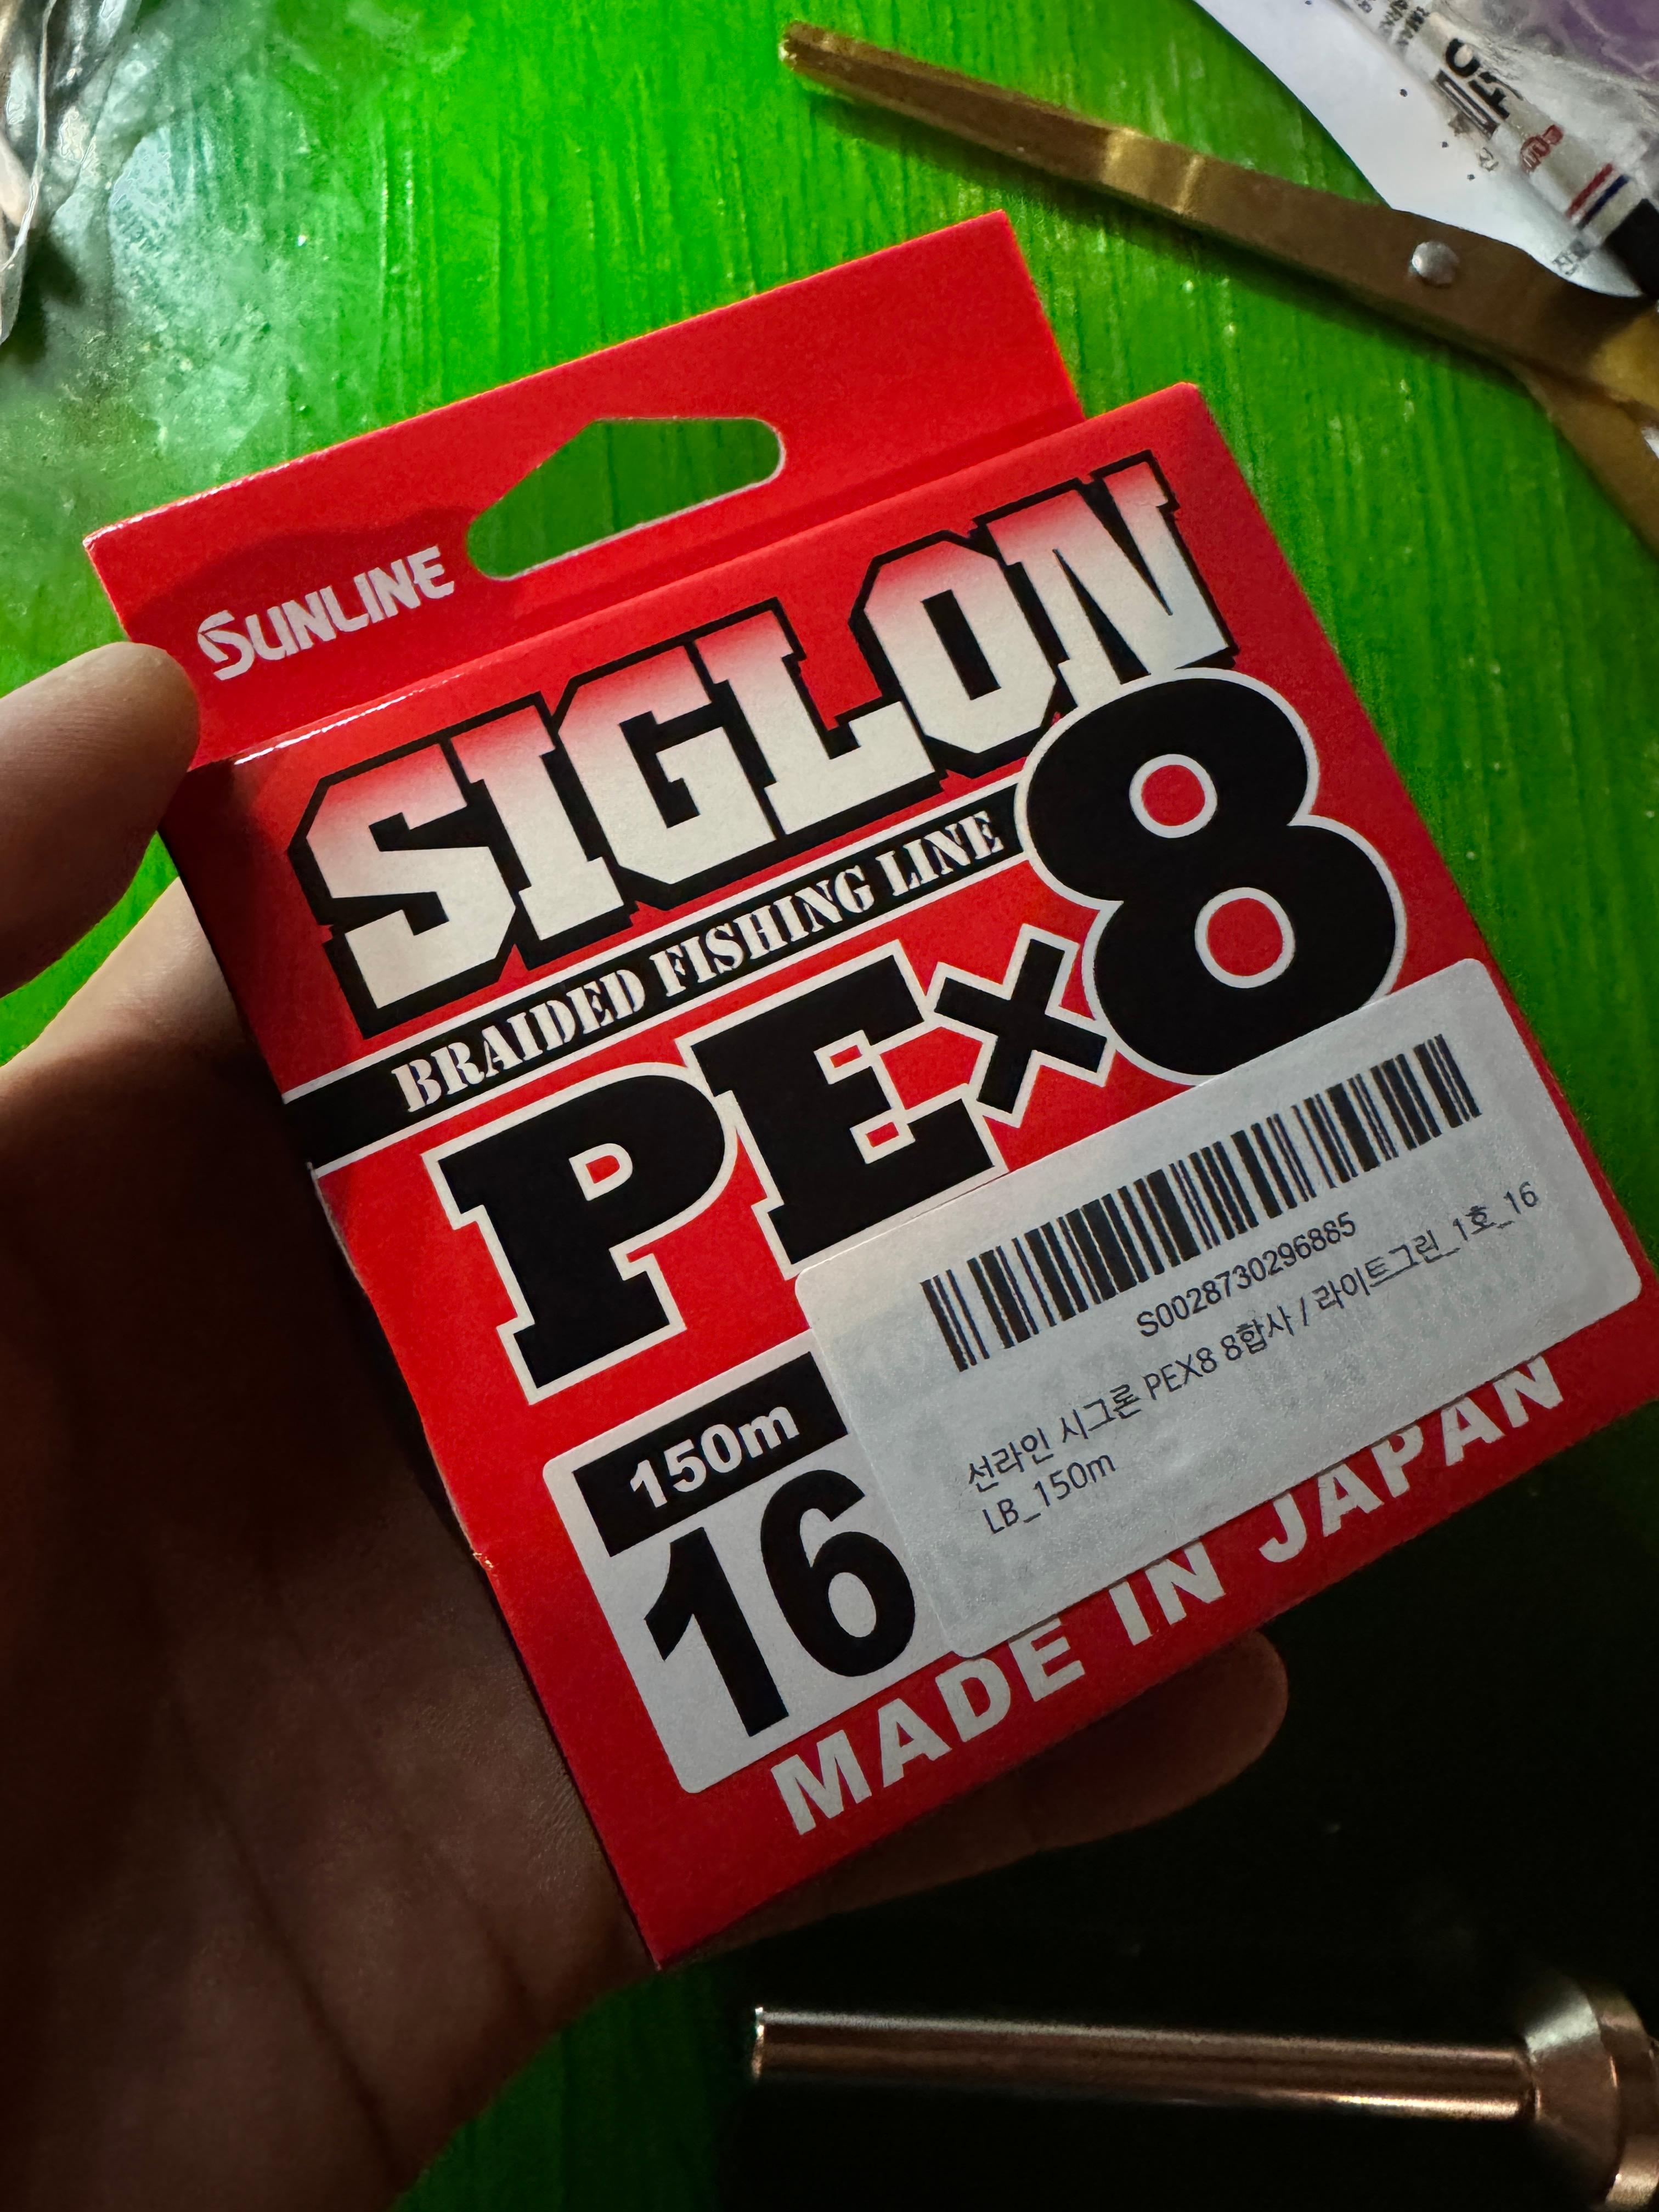 SUNLINE
SIGLON
BRAIDED FISHING LINE
PE×8
S0028730296885
선라인 시그론 PEX8 8합사 / 라이트그린_1호_16
LB_150m
150m
16
MADE IN JAPAN